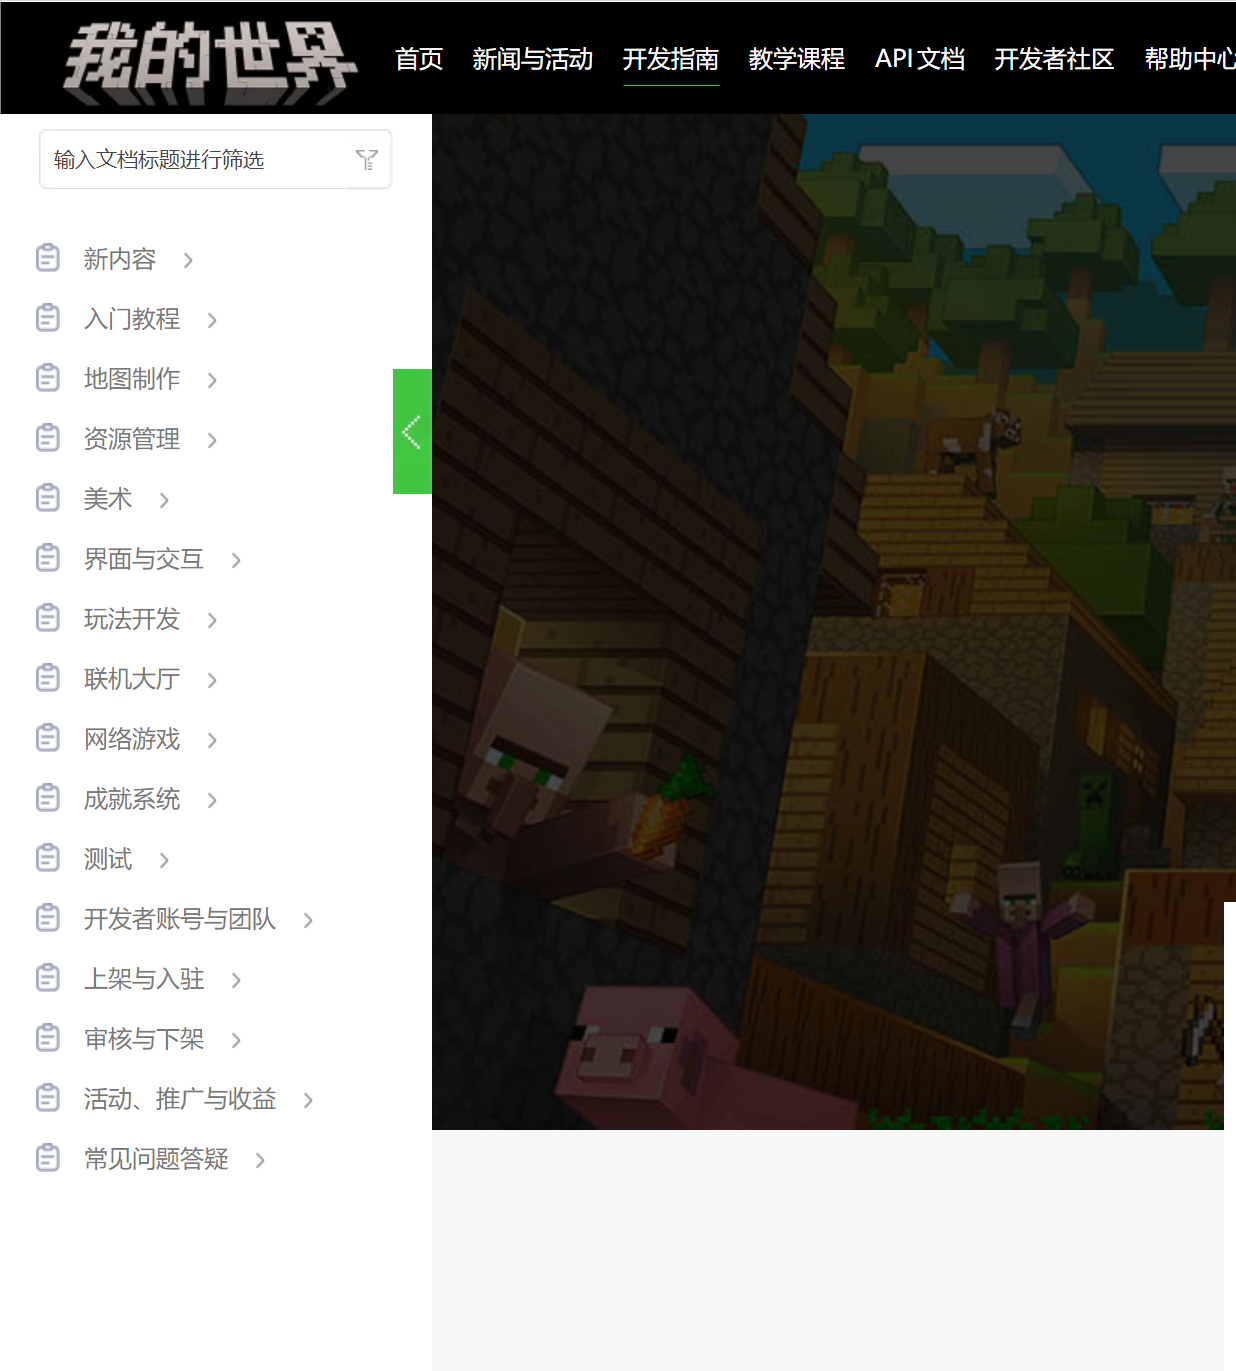 我的世界
首页 新闻与活动 开发指南 教学课程 API 文档 开发者社区 帮助中心
输入文档标题进行筛选
新内容
入门教程
地图制作
资源管理
美术
界面与交互
玩法开发
联机大厅
网络游戏
成就系统
测试
开发者账号与团队
上架与入驻
审核与下架
活动、推广与收益
常见问题答疑